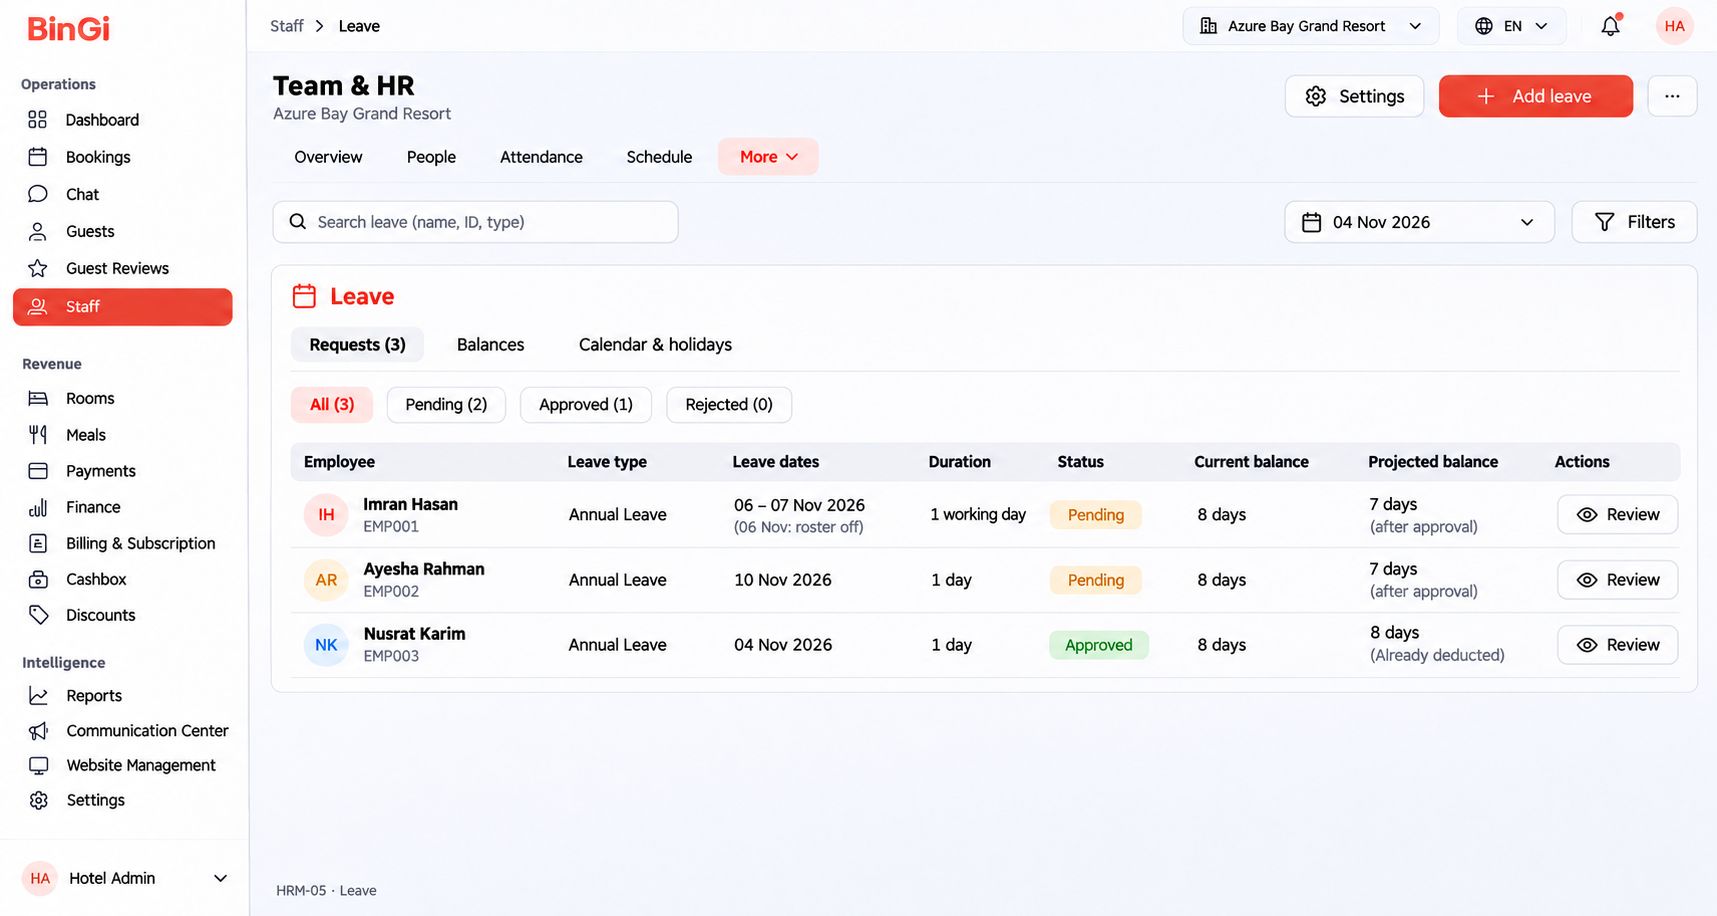 BinGi
Operations
Dashboard
Bookings
Chat
Guests
Guest Reviews
Staff
Revenue
Rooms
Meals
Payments
Finance
Billing & Subscription
Cashbox
Discounts
Intelligence
Reports
Communication Center
Website Management
Settings
HA Hotel Admin
Staff > Leave
Azure Bay Grand Resort
EN
HA
Team & HR
Azure Bay Grand Resort
Settings
+ Add leave
...
Overview People Attendance Schedule More
Search leave (name, ID, type)
04 Nov 2026
Filters
Leave
Requests (3) Balances Calendar & holidays
All (3) Pending (2) Approved (1) Rejected (0)
Employee Leave type Leave dates Duration Status Current balance Projected balance Actions
IH Imran Hasan Annual Leave 06 – 07 Nov 2026 1 working day Pending 8 days 7 days Review
EMP001 (06 Nov: roster off) (after approval)
AR Ayesha Rahman Annual Leave 10 Nov 2026 1 day Pending 8 days 7 days Review
EMP002 (after approval)
NK Nusrat Karim Annual Leave 04 Nov 2026 1 day Approved 8 days 8 days Review
EMP003 (Already deducted)
HRM-05 · Leave